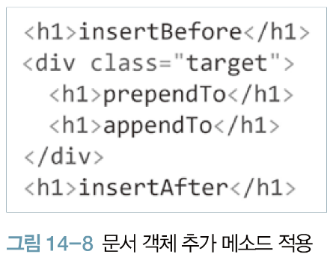 <h1>insertBefore</h1>
<div class="target">
  <h1>prependTo</h1>
  <h1>appendTo</h1>
</div>
<h1>insertAfter</h1>
그림 14-8 문서 객체 추가 메소드 적용